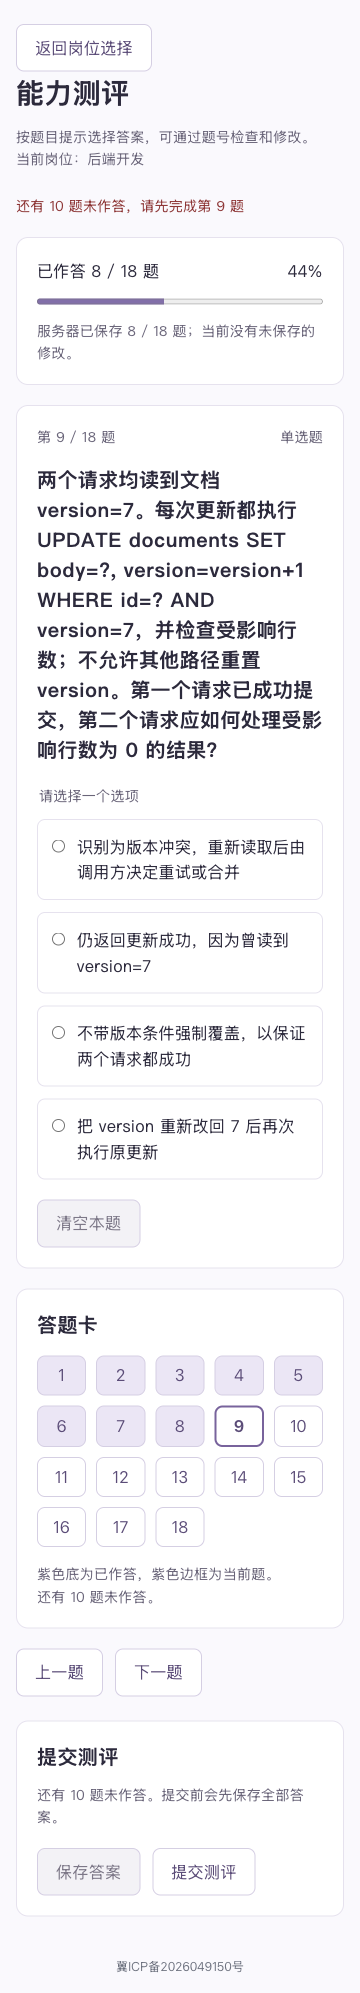 返回岗位选择
能力测评
按题目提示选择答案，可通过题号检查和修改。
当前岗位：后端开发
还有 10 题未作答，请先完成第 9 题
已作答 8 / 18 题
44%
服务器已保存 8 / 18 题；当前没有未保存的
修改。
第 9 / 18 题
单选题
两个请求均读到文档
version=7。每次更新都执行
UPDATE documents SET
body=?, version=version+1
WHERE id=? AND
version=7，并检查受影响行
数；不允许其他路径重置
version。第一个请求已成功提
交，第二个请求应如何处理受影
响行数为 0 的结果？
请选择一个选项
识别为版本冲突，重新读取后由
调用方决定重试或合并
仍返回更新成功，因为曾读到
version=7
不带版本条件强制覆盖，以保证
两个请求都成功
把 version 重新改回 7 后再次
执行原更新
清空本题
答题卡
1 2 3 4 5
6 7 8 9 10
11 12 13 14 15
16 17 18
紫色底为已作答，紫色边框为当前题。
还有 10 题未作答。
上一题 下一题
提交测评
还有 10 题未作答。提交前会先保存全部答
案。
保存答案 提交测评
冀ICP备2026049150号